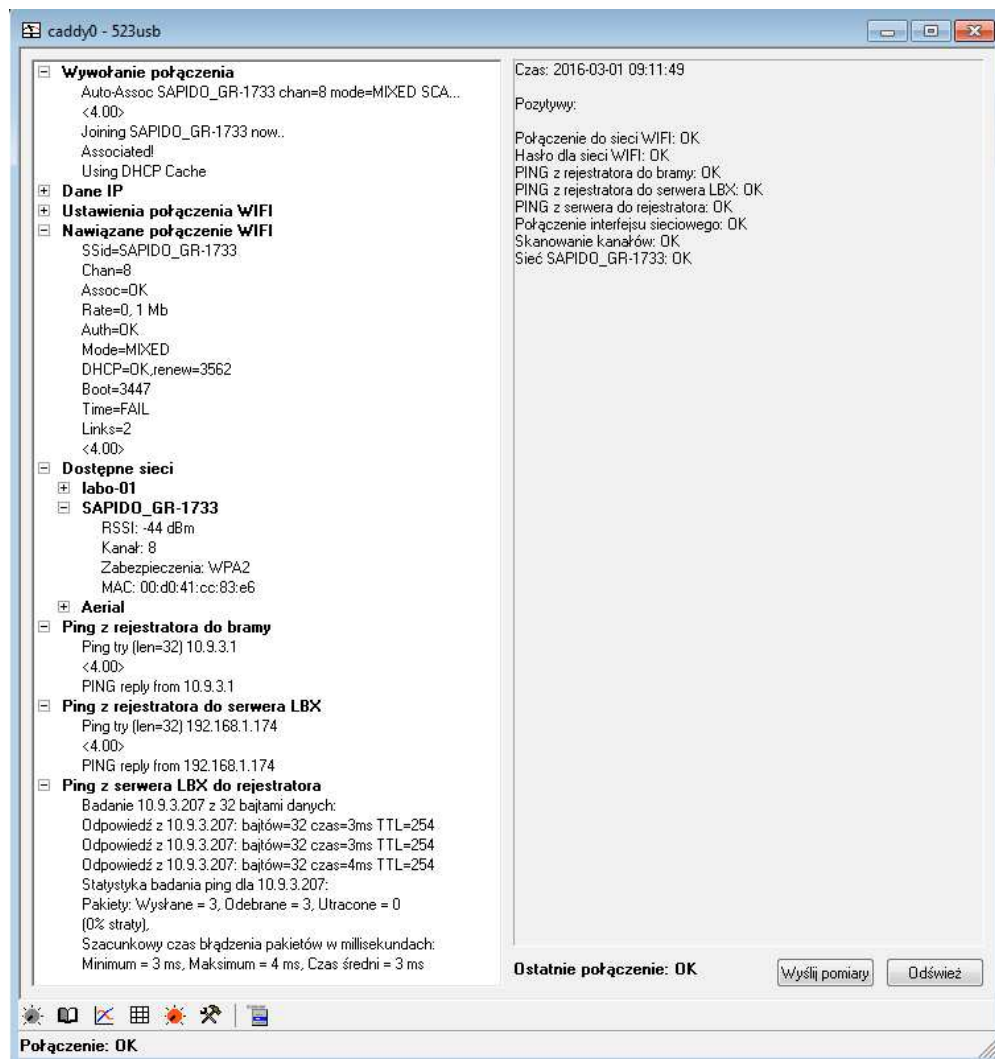 caddy0 - 523usb
Wywołanie połączenia
Auto-Assoc SAPIDO_GR-1733 chan=8 mode=MIXED SCA...
<4.00>
Joining SAPIDO_GR-1733 now..
Associated!
Using DHCP Cache
Dane IP
Ustawienia połączenia WIFI
Nawiązane połączenie WIFI
SSid=SAPIDO_GR-1733
Chan=8
Assoc=OK
Rate=0, 1 Mb
Auth=OK
Mode=MIXED
DHCP=OK,renew=3562
Boot=3447
Time=FAIL
Links=2
<4.00>
Dostępne sieci
labo-01
SAPIDO_GR-1733
RSSI: -44 dBm
Kanał: 8
Zabezpieczenia: WPA2
MAC: 00:d0:41:cc:83:e6
Aerial
Ping z rejestratora do bramy
Ping try (len=32) 10.9.3.1
<4.00>
PING reply from 10.9.3.1
Ping z rejestratora do serwera LBX
Ping try (len=32) 192.168.1.174
<4.00>
PING reply from 192.168.1.174
Ping z serwera LBX do rejestratora
Badanie 10.9.3.207 z 32 bajtami danych:
Odpowiedź z 10.9.3.207: bajtów=32 czas=3ms TTL=254
Odpowiedź z 10.9.3.207: bajtów=32 czas=3ms TTL=254
Odpowiedź z 10.9.3.207: bajtów=32 czas=4ms TTL=254
Statystyka badania ping dla 10.9.3.207:
Pakiety: Wysłane = 3, Odebrane = 3, Utracone = 0
(0% straty),
Szacunkowy czas błądzenia pakietów w millisekundach:
Minimum = 3 ms, Maksimum = 4 ms, Czas średni = 3 ms
Czas: 2016-03-01 09:11:49
Pozytywy:
Połączenie do sieci WIFI: OK
Hasło dla sieci WIFI: OK
PING z rejestratora do bramy: OK
PING z rejestratora do serwera LBX: OK
PING z serwera do rejestratora: OK
Połączenie interfejsu sieciowego: OK
Skanowanie kanałów: OK
Sieć SAPIDO_GR-1733: OK
Ostatnie połączenie: OK
Wyślij pomiary
Odśwież
Połączenie: OK